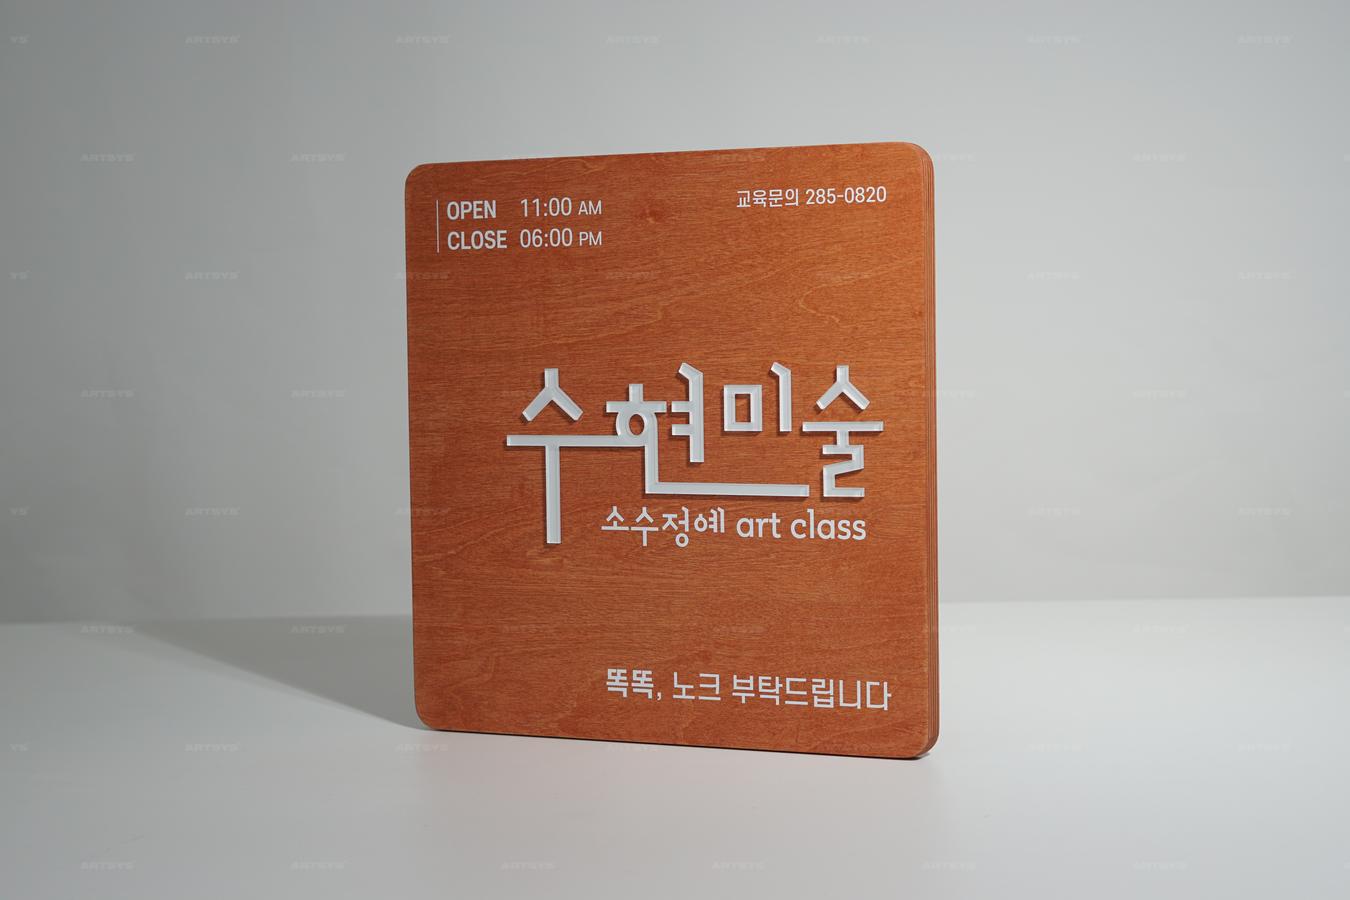 OPEN 11:00 AM
CLOSE 06:00 PM
교육문의 285-0820
수현미술
소수정예 art class
똑똑, 노크 부탁드립니다
ARTSYS